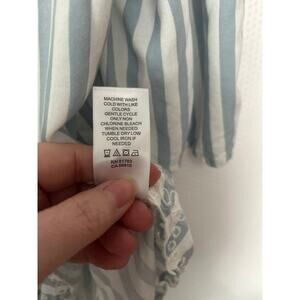 MACHINE WASH
COLD WITH LIKE
COLORS
GENTLE CYCLE
ONLY NON
CHLORINE BLEACH
WHEN NEEDED
TUMBLE DRY LOW
COOL IRON IF
NEEDED